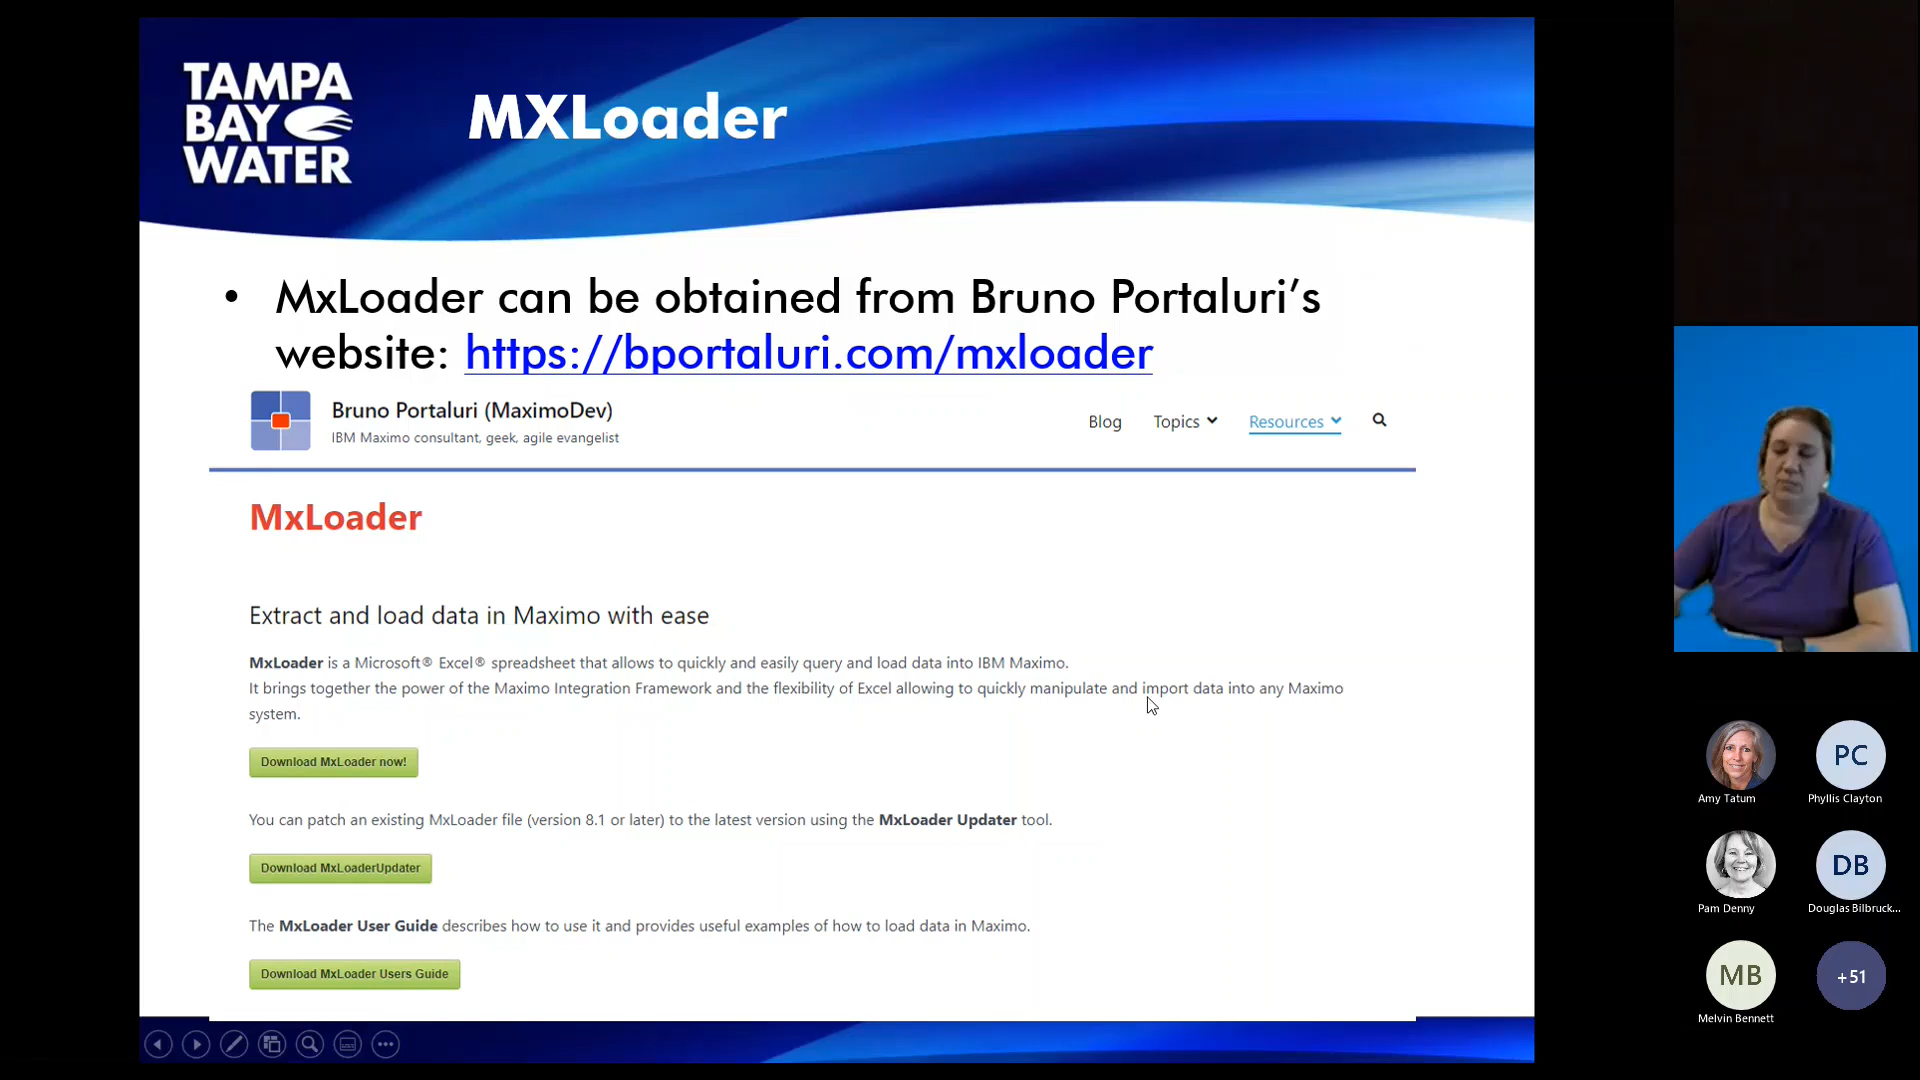 TAMPA
BAY
WATER
MXLoader
• MxLoader can be obtained from Bruno Portaluri's
website: https://bportaluri.com/mxloader
Bruno Portaluri (MaximoDev)
IBM Maximo consultant, geek, agile evangelist
Blog Topics Resources
MxLoader
Extract and load data in Maximo with ease
MxLoader is a Microsoft® Excel® spreadsheet that allows to quickly and easily query and load data into IBM Maximo.
It brings together the power of the Maximo Integration Framework and the flexibility of Excel allowing to quickly manipulate and import data into any Maximo
system.
Download MxLoader now!
You can patch an existing MxLoader file (version 8.1 or later) to the latest version using the MxLoader Updater tool.
Download MxLoaderUpdater
The MxLoader User Guide describes how to use it and provides useful examples of how to load data in Maximo.
Download MxLoader Users Guide
PC
Amy Tatum
Phyllis Clayton
DB
Pam Denny
Douglas Bilbruck...
MB
+51
Melvin Bennett